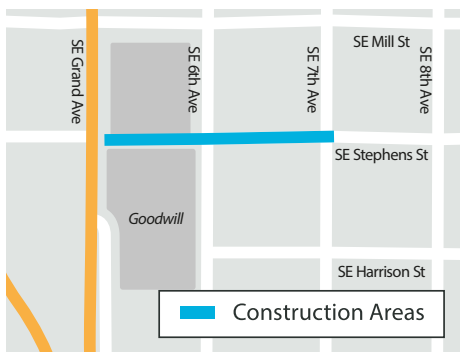 SE Mill St
SE Grand Ave
SE 6th Ave
SE 7th Ave
SE 8th Ave
SE Stephens St
Goodwill
SE Harrison St
Construction Areas